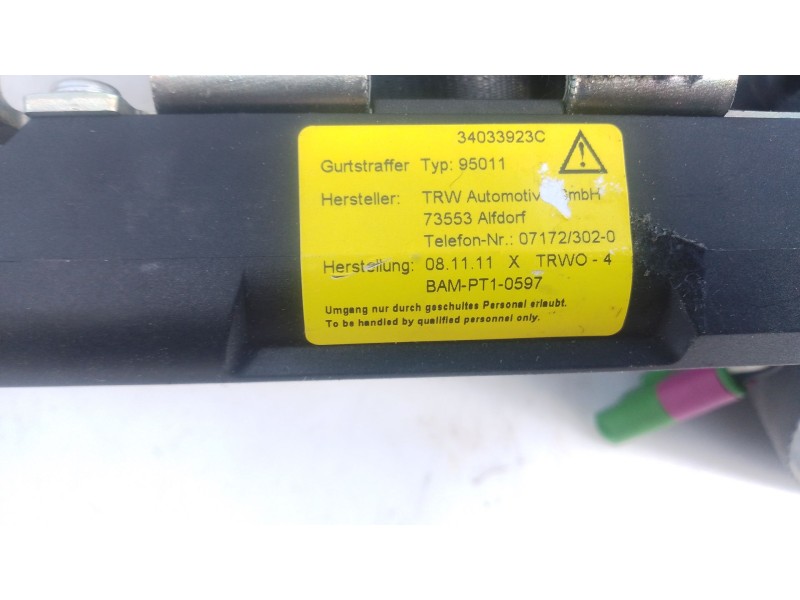 34033923C
Gurtstraffer Typ: 95011
Hersteller: TRW Automotive GmbH
73553 Alfdorf
Telefon-Nr.: 07172/302-0
Herstellung: 08.11.11 X TRWO - 4
BAM-PT1-0597
Umgang nur durch geschultes Personal erlaubt.
To be handled by qualified personnel only.